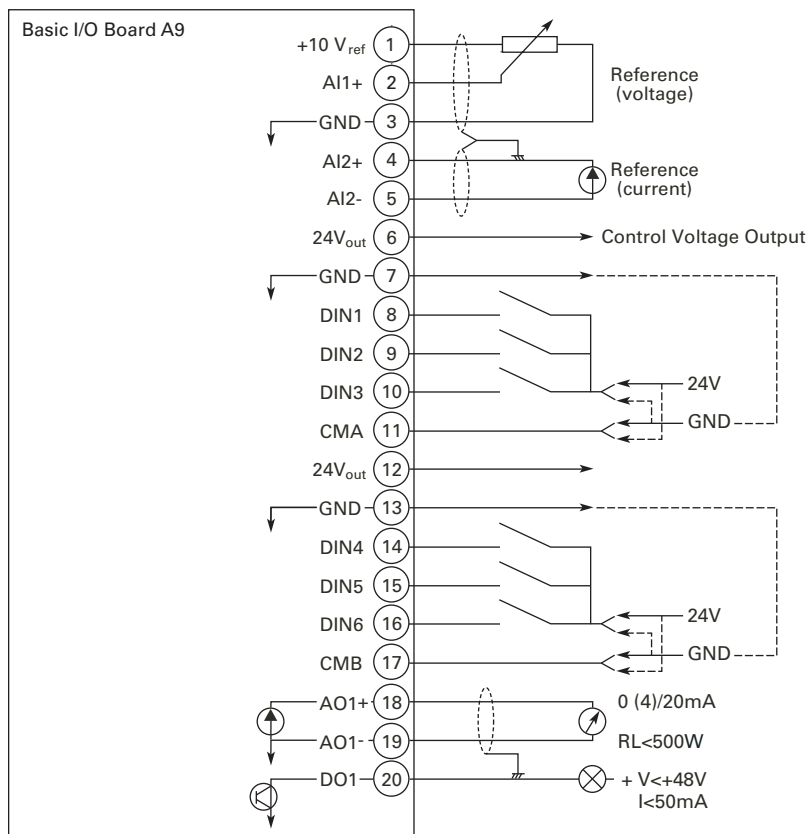 Basic I/O Board A9
+10 Vref 1
AI1+ 2
Reference
(voltage)
GND 3
AI2+ 4
Reference
(current)
AI2- 5
24Vout 6
Control Voltage Output
GND 7
DIN1 8
DIN2 9
DIN3 10
24V
CMA 11
GND
24Vout 12
GND 13
DIN4 14
DIN5 15
DIN6 16
24V
CMB 17
GND
AO1+ 18
0 (4)/20mA
AO1- 19
RL<500W
DO1 20
+ V<+48V
I<50mA